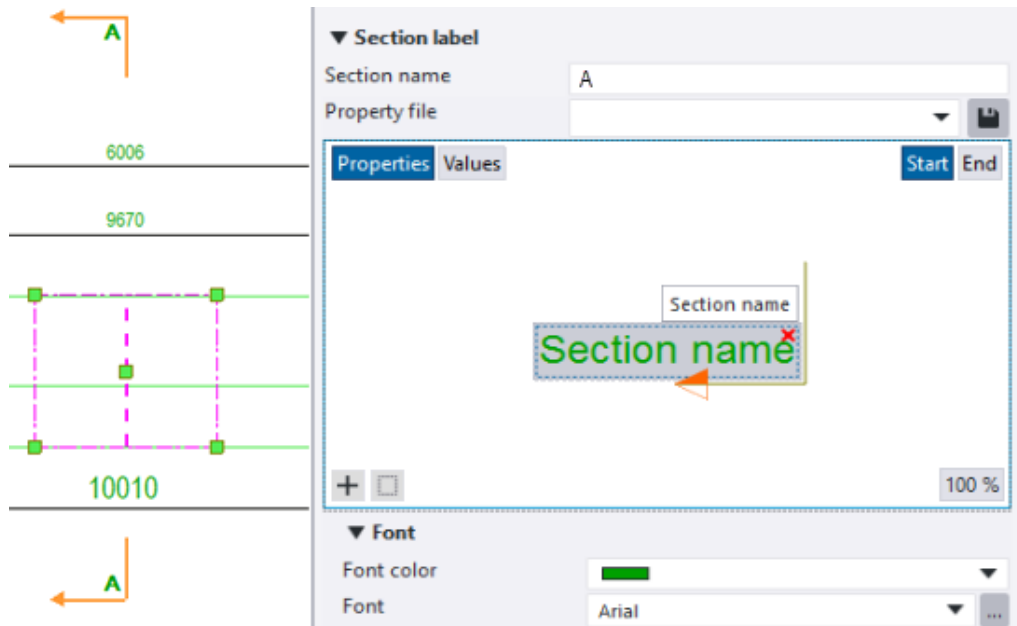 A
6006
9670
10010
A
Section label
Section name A
Property file
Properties Values Start End
Section name
Section name
100 %
Font
Font color
Font Arial ...